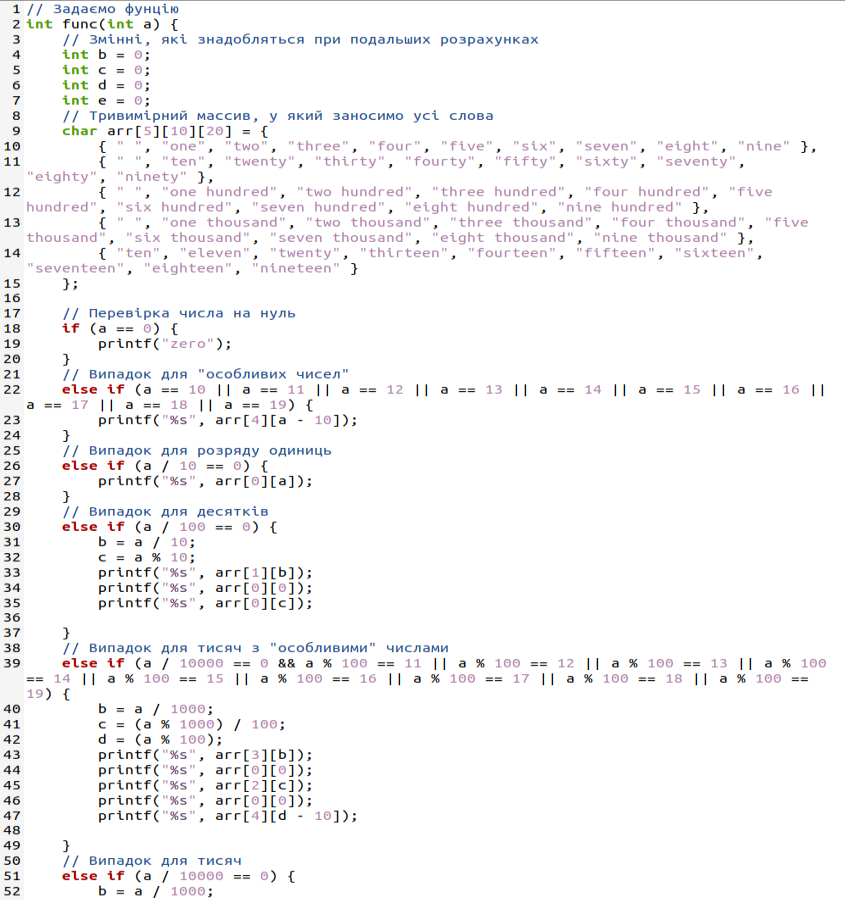 1 // Задаємо фунцію
2 int func(int a) {
3 // Змінні, які знадобляться при подальших розрахунках
4 int b = 0;
5 int c = 0;
6 int d = 0;
7 int e = 0;
8 // Тривимірний массив, у який заносимо усі слова
9 char arr[5][10][20] = {
10 { " ", "one", "two", "three", "four", "five", "six", "seven", "eight", "nine" },
11 { " ", "ten", "twenty", "thirty", "fourty", "fifty", "sixty", "seventy",
"eighty", "ninety" },
12 { " ", "one hundred", "two hundred", "three hundred", "four hundred", "five
hundred", "six hundred", "seven hundred", "eight hundred", "nine hundred" },
13 { " ", "one thousand", "two thousand", "three thousand", "four thousand", "five
thousand", "six thousand", "seven thousand", "eight thousand", "nine thousand" },
14 { "ten", "eleven", "twenty", "thirteen", "fourteen", "fifteen", "sixteen",
"seventeen", "eighteen", "nineteen" }
15 };
16
17 // Перевірка числа на нуль
18 if (a == 0) {
19 printf("zero");
20 }
21 // Випадок для "особливих чисел"
22 else if (a == 10 || a == 11 || a == 12 || a == 13 || a == 14 || a == 15 || a == 16 ||
a == 17 || a == 18 || a == 19) {
23 printf("%s", arr[4][a - 10]);
24 }
25 // Випадок для розряду одиниць
26 else if (a / 10 == 0) {
27 printf("%s", arr[0][a]);
28 }
29 // Випадок для десятків
30 else if (a / 100 == 0) {
31 b = a / 10;
32 c = a % 10;
33 printf("%s", arr[1][b]);
34 printf("%s", arr[0][0]);
35 printf("%s", arr[0][c]);
36
37 }
38 // Випадок для тисяч з "особливими" числами
39 else if (a / 10000 == 0 && a % 100 == 11 || a % 100 == 12 || a % 100 == 13 || a % 100
== 14 || a % 100 == 15 || a % 100 == 16 || a % 100 == 17 || a % 100 == 18 || a % 100 ==
19) {
40 b = a / 1000;
41 c = (a % 1000) / 100;
42 d = (a % 100);
43 printf("%s", arr[3][b]);
44 printf("%s", arr[0][0]);
45 printf("%s", arr[2][c]);
46 printf("%s", arr[0][0]);
47 printf("%s", arr[4][d - 10]);
48
49 }
50 // Випадок для тисяч
51 else if (a / 10000 == 0) {
52 b = a / 1000;